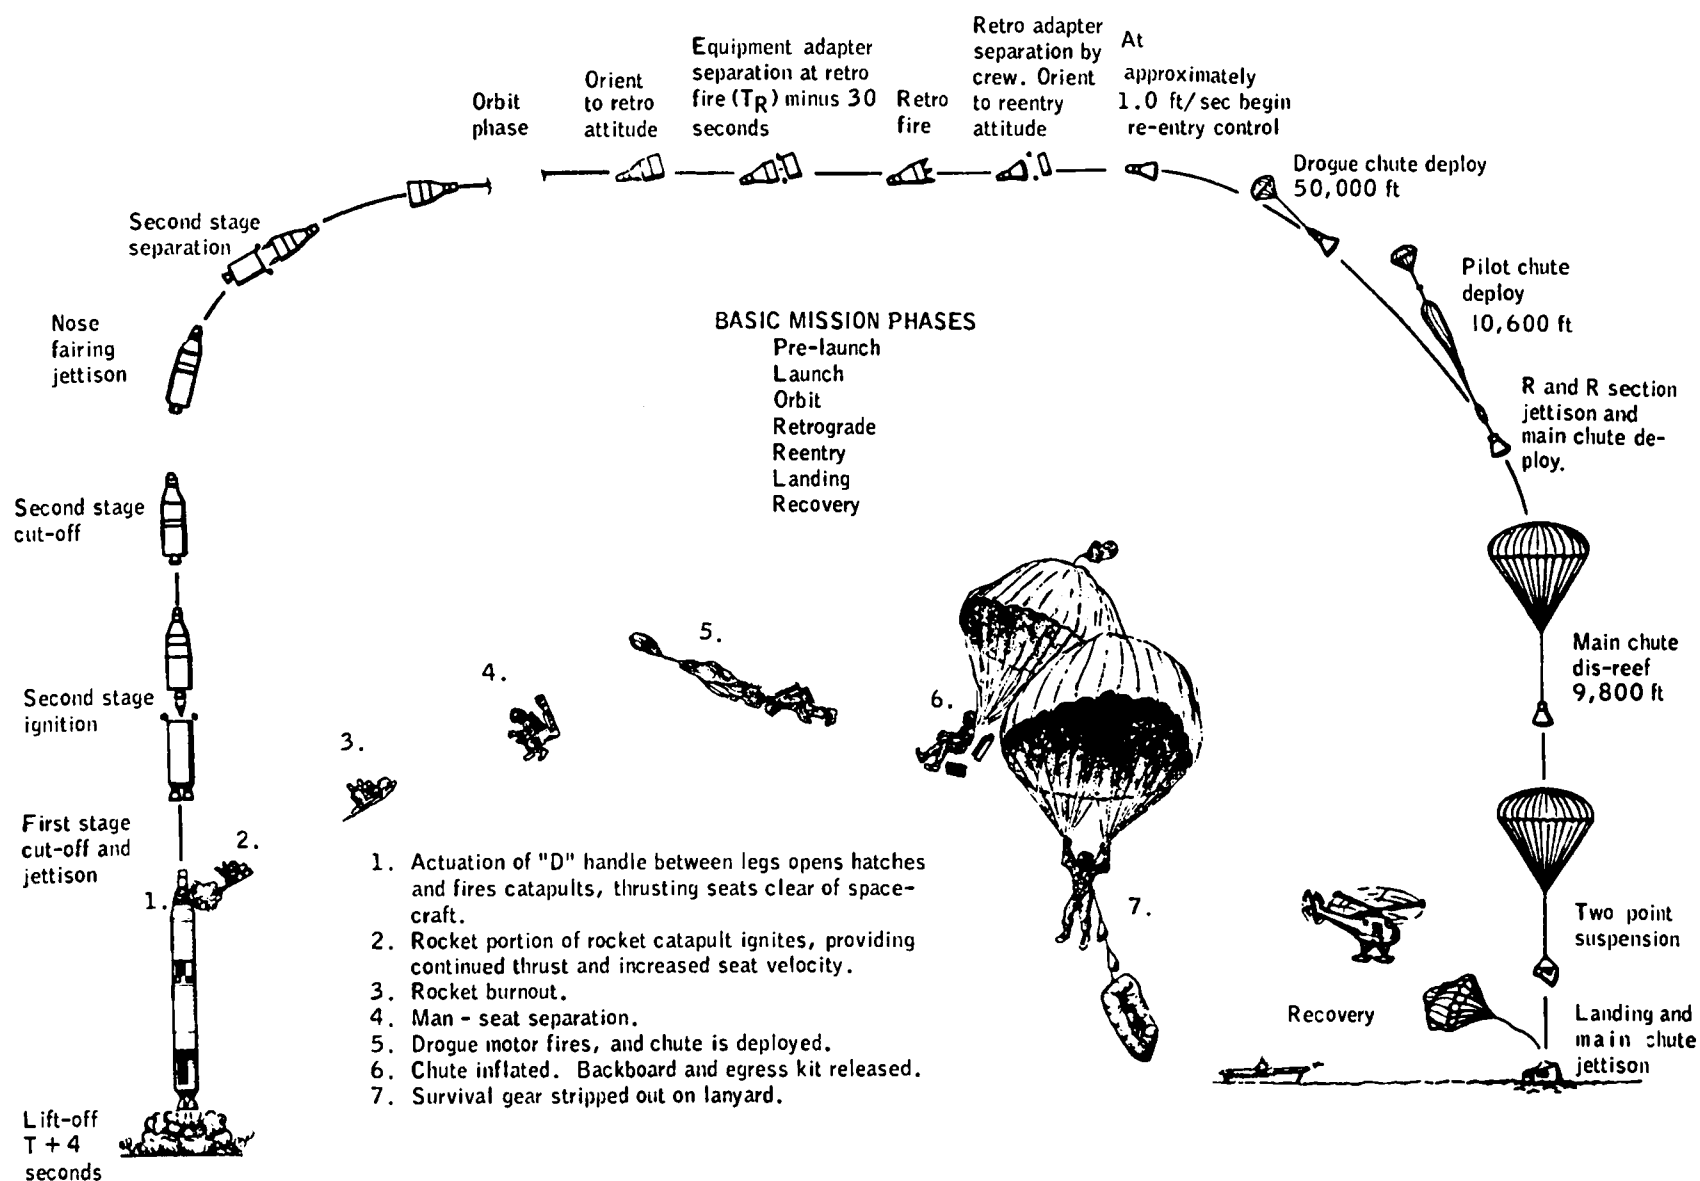 Orbit
phase
Orient
to retro
attitude
Equipment adapter
separation at retro
fire (TR) minus 30
seconds
Retro
fire
Retro adapter
separation by
crew. Orient
to reentry
attitude
At
approximately
1.0 ft/sec begin
re-entry control
Drogue chute deploy
50,000 ft
Pilot chute
deploy
10,600 ft
R and R section
jettison and
main chute de-
ploy.
Main chute
dis-reef
9,800 ft
Two point
suspension
Landing and
main chute
jettison
Recovery
Second stage
separation
Nose
fairing
jettison
Second stage
cut-off
Second stage
ignition
First stage
cut-off and
jettison
Lift-off
T + 4
seconds
BASIC MISSION PHASES
Pre-launch
Launch
Orbit
Retrograde
Reentry
Landing
Recovery
1.
2.
3.
4.
5.
6.
7.
1. Actuation of "D" handle between legs opens hatches
and fires catapults, thrusting seats clear of space-
craft.
2. Rocket portion of rocket catapult ignites, providing
continued thrust and increased seat velocity.
3. Rocket burnout.
4. Man - seat separation.
5. Drogue motor fires, and chute is deployed.
6. Chute inflated. Backboard and egress kit released.
7. Survival gear stripped out on lanyard.